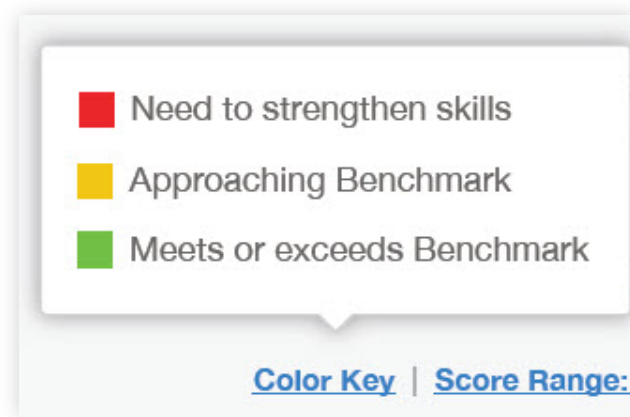 Need to strengthen skills
Approaching Benchmark
Meets or exceeds Benchmark
Color Key | Score Range: